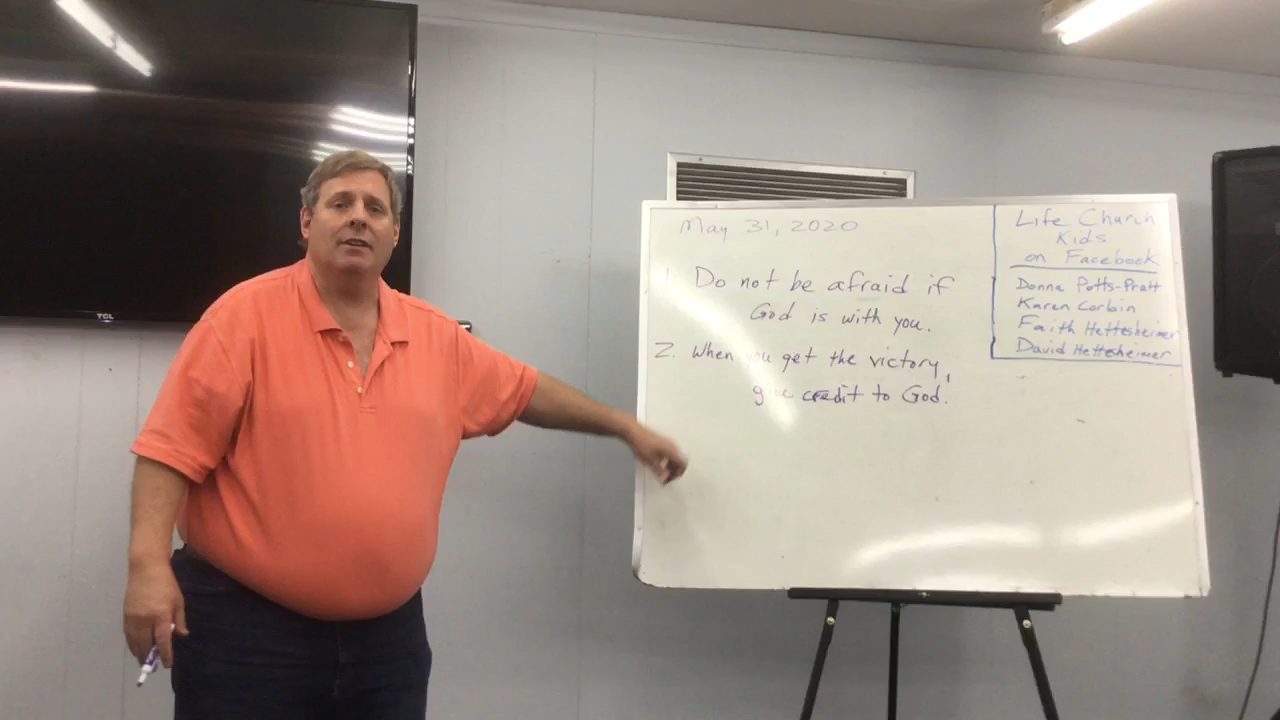 TCL
May 31, 2020
1. Do not be afraid if
God is with you.
2. When you get the victory,
give credit to God!
Life Church
Kids
on Facebook
Donna Potts-Pratt
Karen Corbin
Faith Hettesheimer
David Hettesheimer